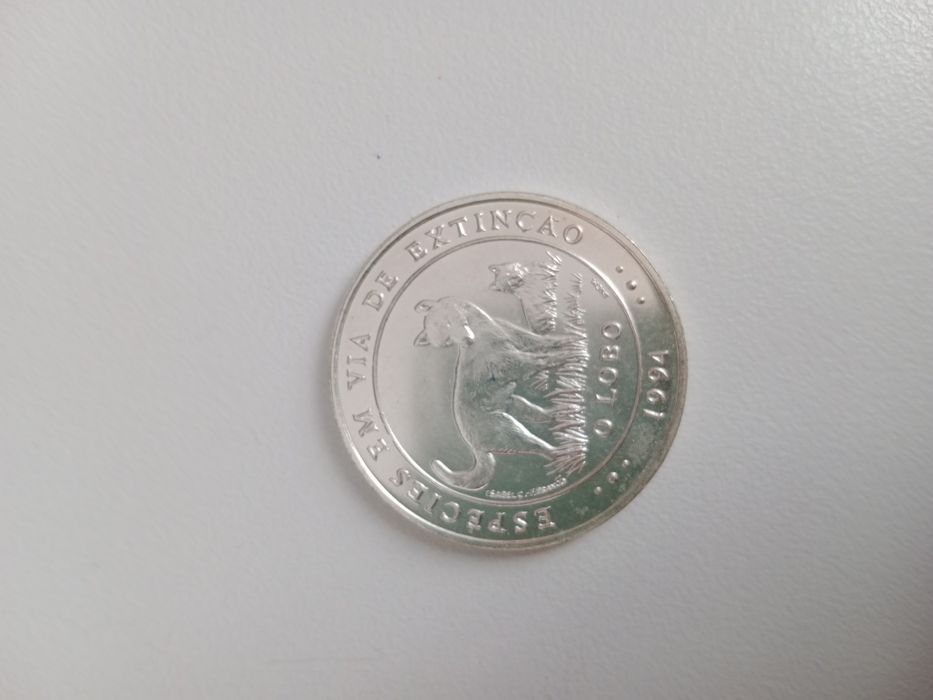 ESPÉCIES EM VIA DE EXTINÇÃO
O LOBO
1994